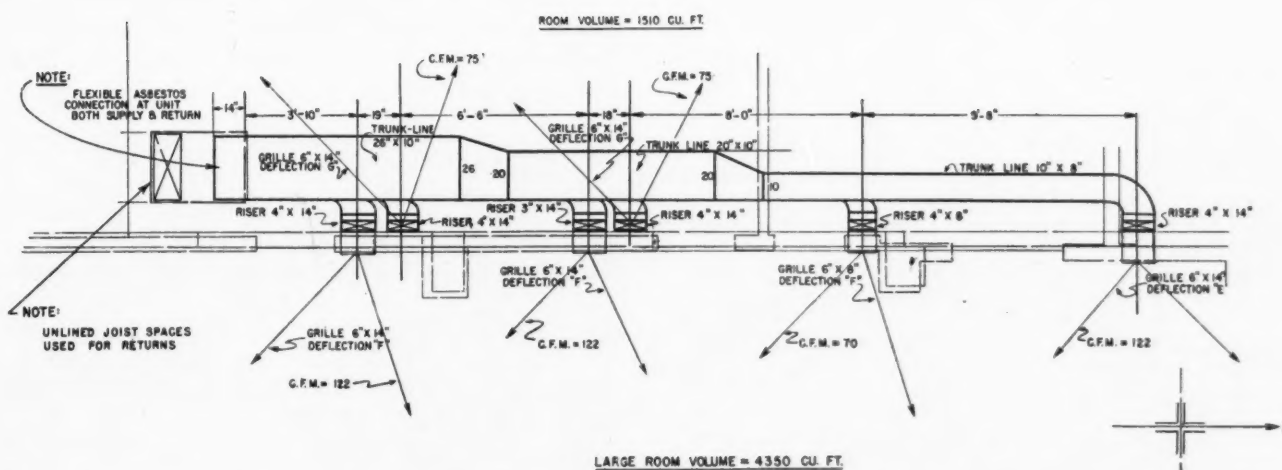 ROOM VOLUME = 1510 CU. FT.
NOTE:
FLEXIBLE ASBESTOS
CONNECTION AT UNIT
BOTH SUPPLY & RETURN
C.F.M. = 75
C.F.M. = 75
14"
3'-10"
19"
6'-6"
18"
8'-0"
9'-8"
GRILLE 6" X 14"
DEFLECTION G"
TRUNK-LINE
26" X 10"
GRILLE 6" X 14"
DEFLECTION G"
TRUNK LINE 20" X 10"
TRUNK LINE 10" X 8"
26
20
20
10
RISER 4" X 14"
RISER 4" X 14"
RISER 3" X 14"
RISER 4" X 14"
RISER 4" X 8"
RISER 4" X 14"
NOTE:
UNLINED JOIST SPACES
USED FOR RETURNS
GRILLE 6" X 14"
DEFLECTION "F"
C.F.M. = 122
GRILLE 6" X 14"
DEFLECTION "F"
C.F.M. = 122
GRILLE 6" X 8"
DEFLECTION "F"
C.F.M. = 70
GRILLE 6" X 14"
DEFLECTION "E"
C.F.M. = 122
LARGE ROOM VOLUME = 4350 CU. FT.